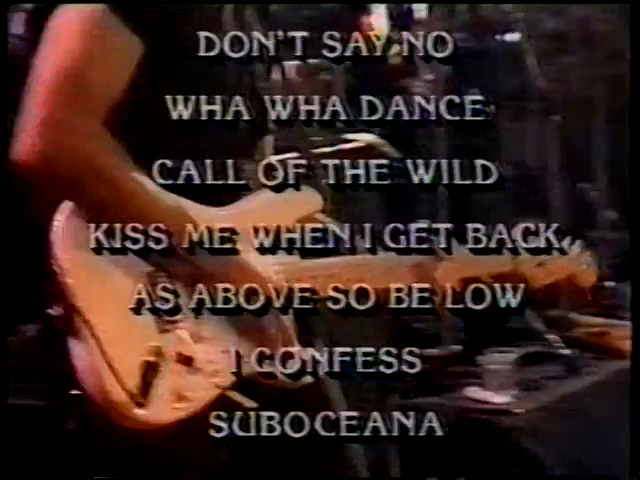 DON'T SAY NO
WHA WHA DANCE
CALL OF THE WILD
KISS ME WHEN I GET BACK
AS ABOVE SO BE LOW
I CONFESS
SUBOCEANA